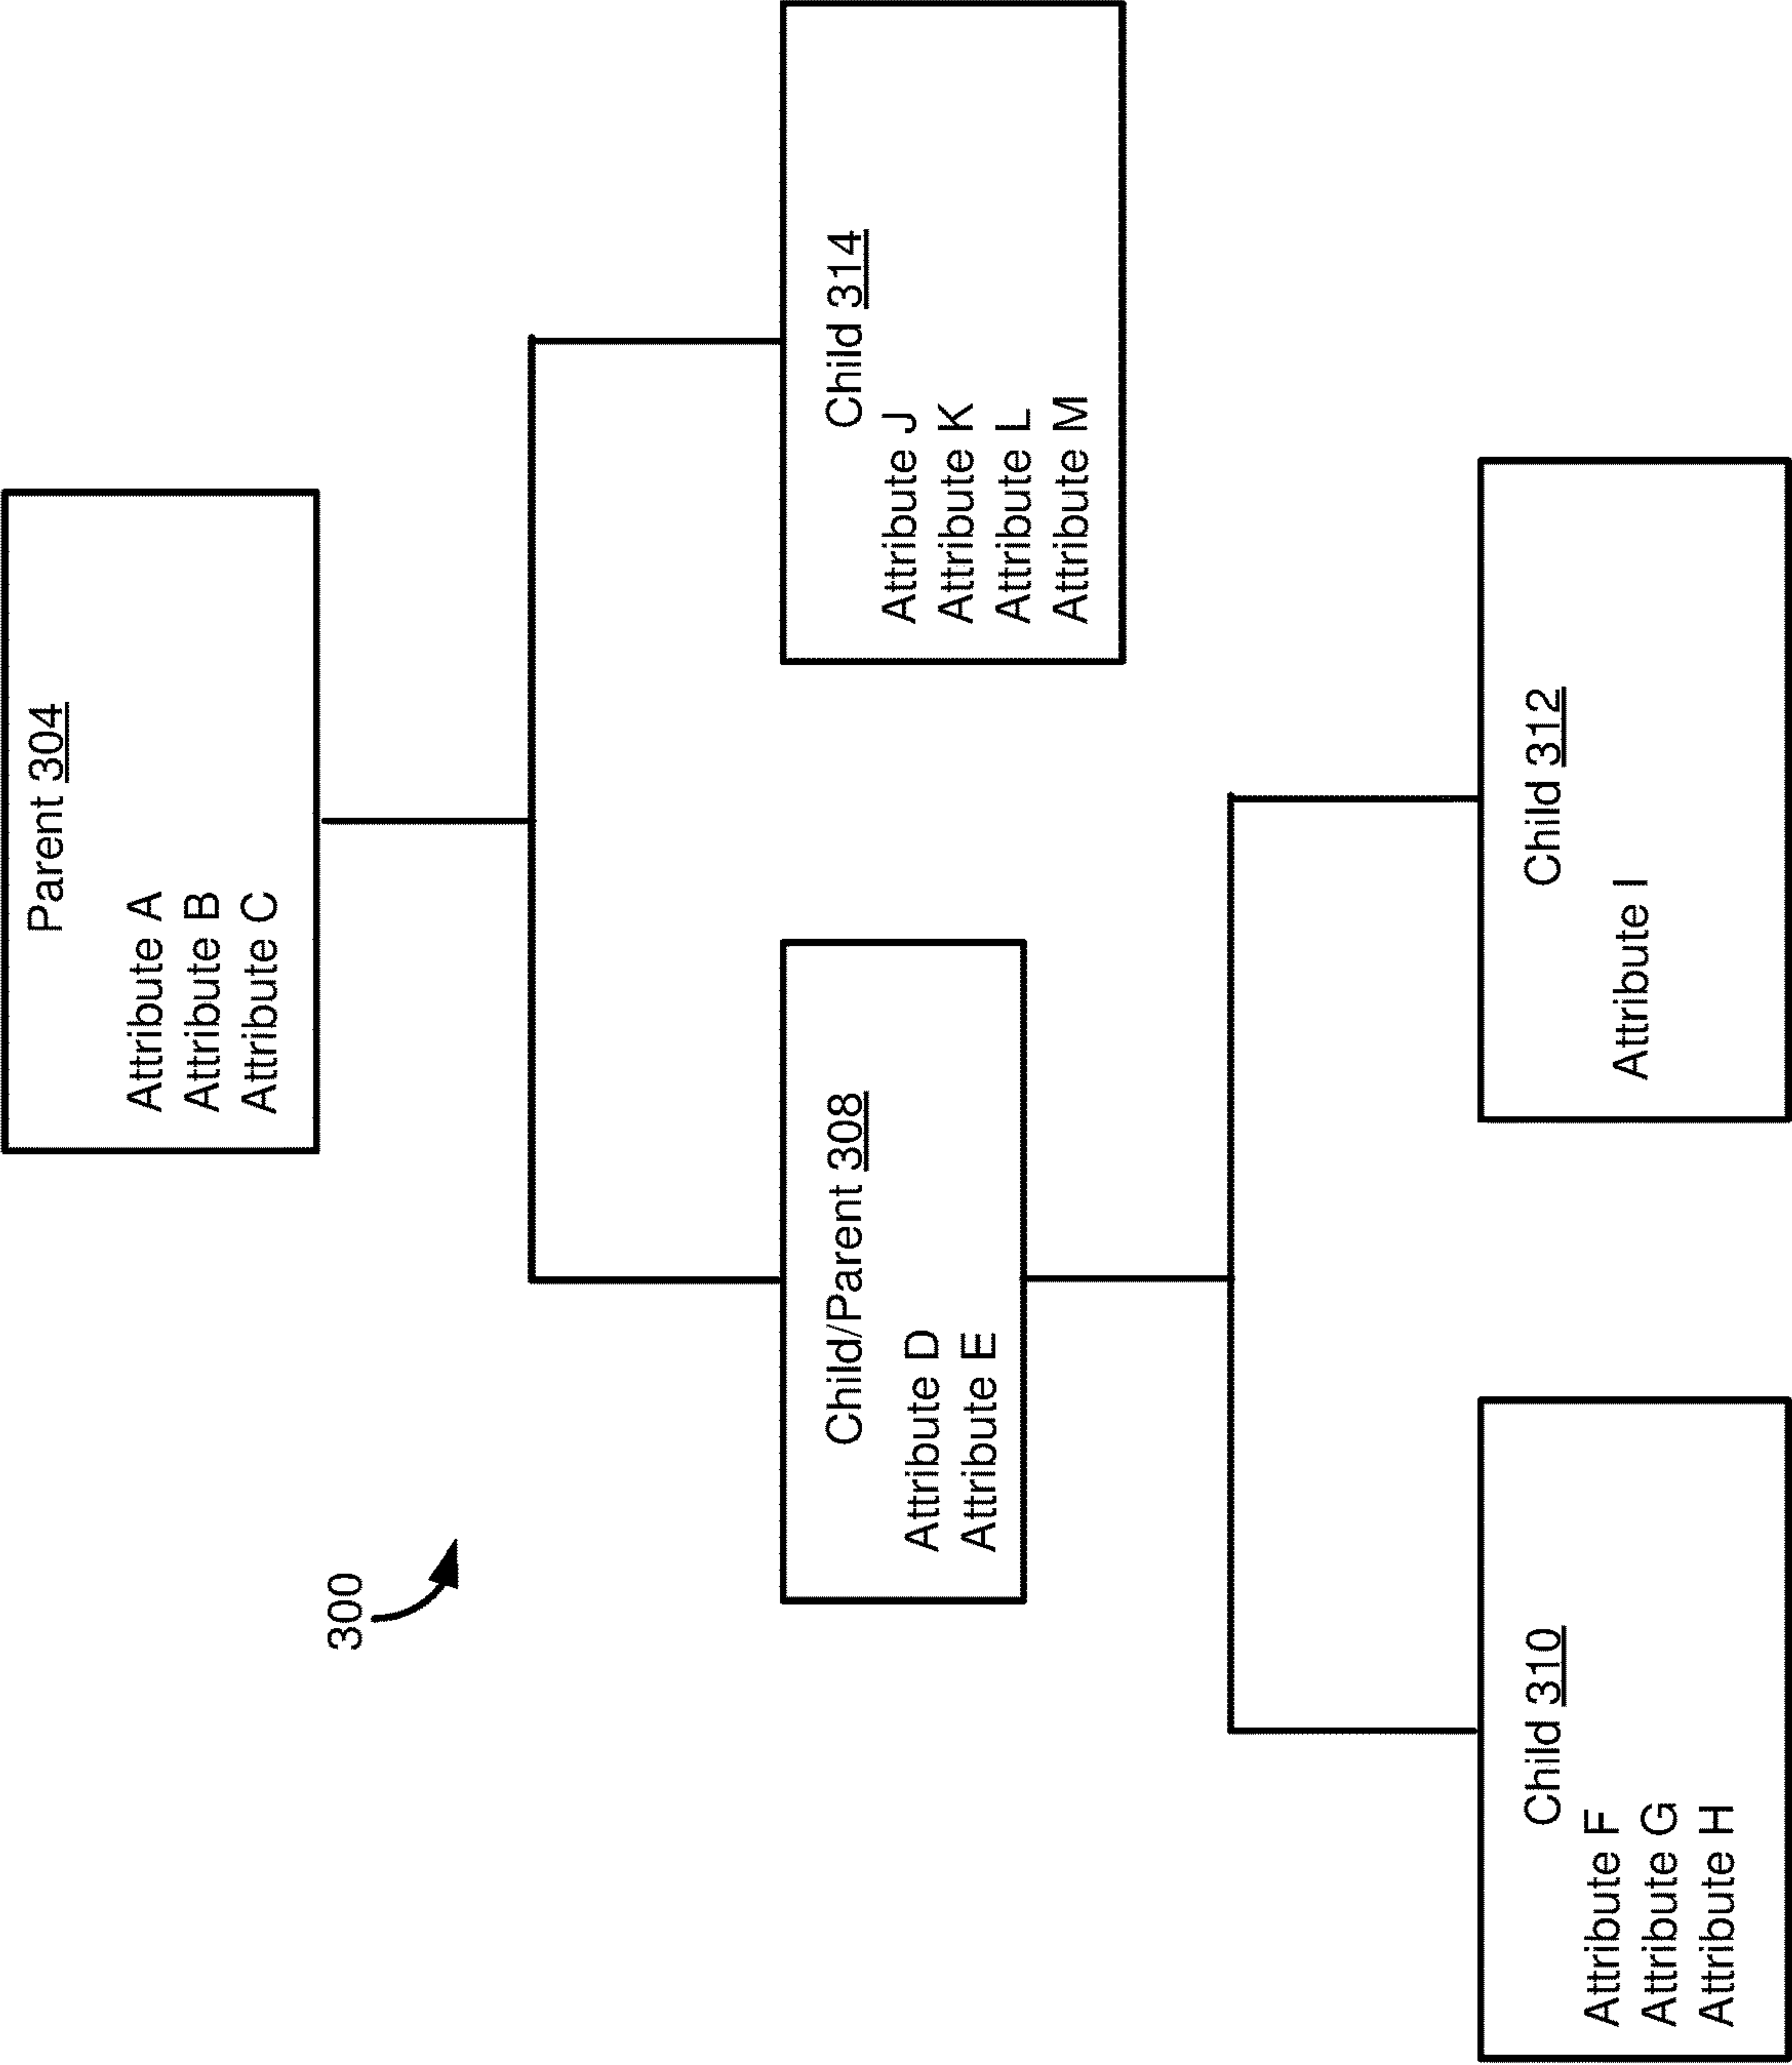 300
Parent 304
Attribute A
Attribute B
Attribute C
Child/Parent 308
Attribute D
Attribute E
Child 314
Attribute J
Attribute K
Attribute L
Attribute M
Child 310
Attribute F
Attribute G
Attribute H
Child 312
Attribute I